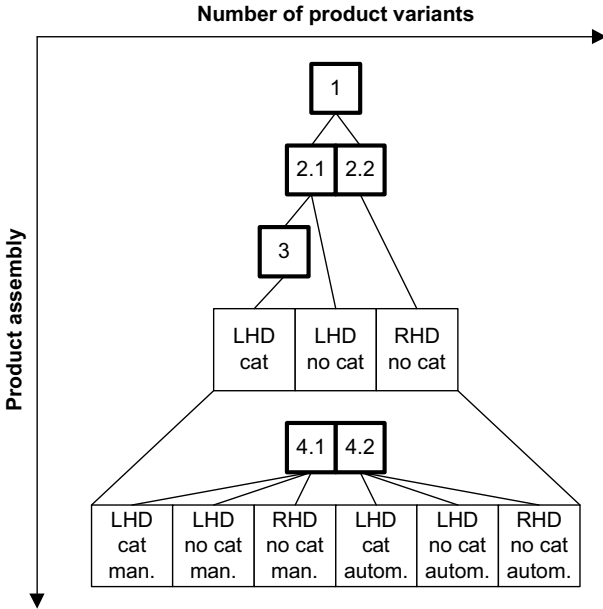 Number of product variants
Product assembly
1
2.1 2.2
3
LHD LHD RHD
cat no cat no cat
4.1 4.2
LHD LHD RHD LHD LHD RHD
cat no cat no cat cat no cat no cat
man. man. man. autom. autom. autom.